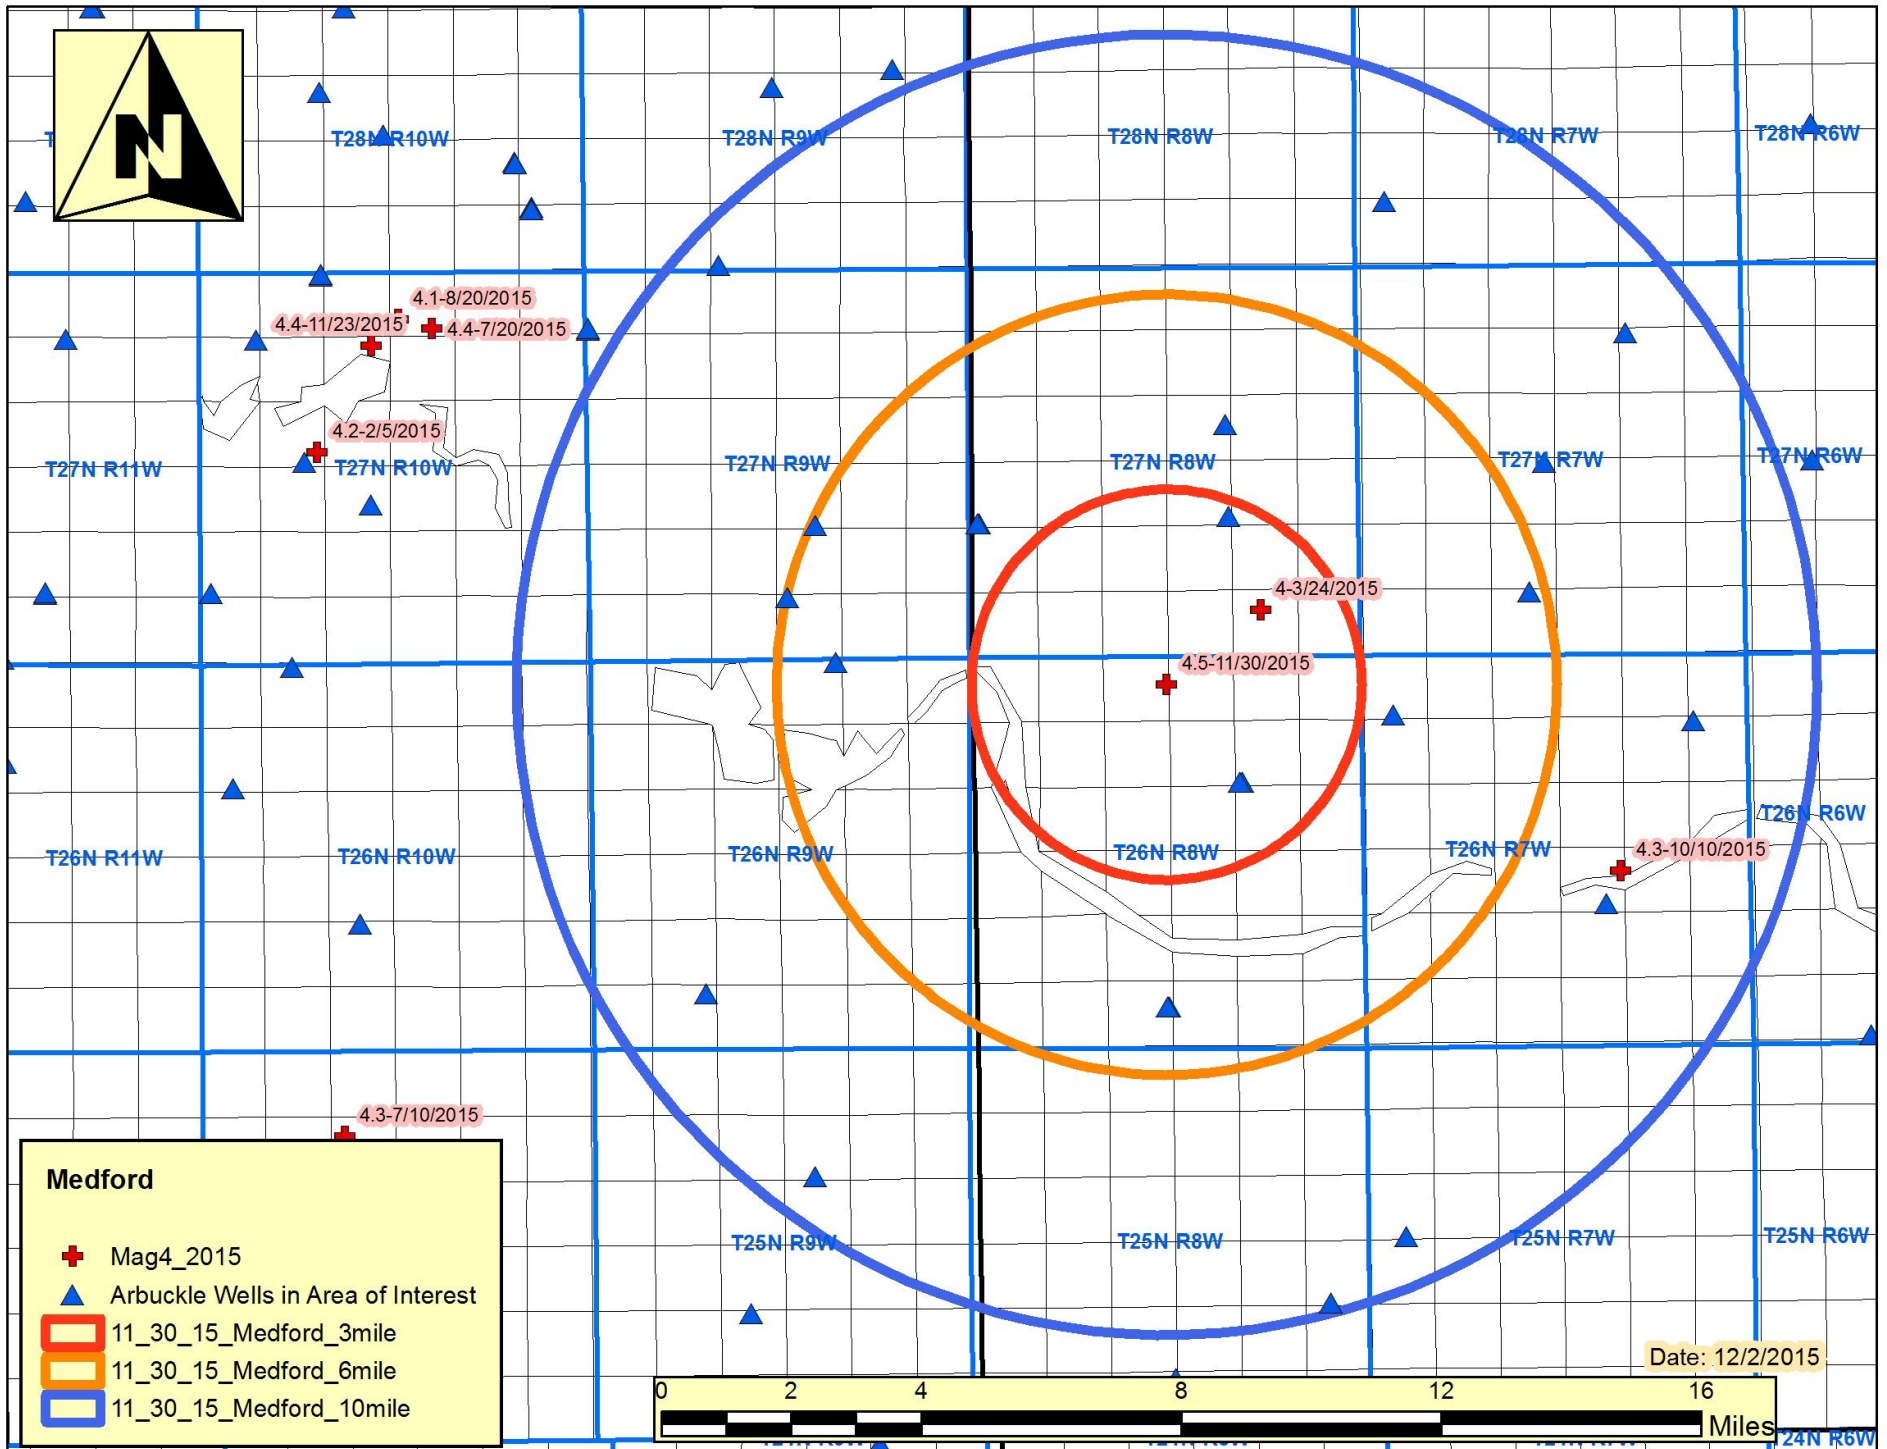 N
T28N R10W
T28N R9W
T28N R8W
T28N R7W
T28N R6W
4.1-8/20/2015
4.4-11/23/2015
4.4-7/20/2015
4.2-2/5/2015
T27N R11W
T27N R10W
T27N R9W
T27N R8W
T27N R7W
T27N R6W
4-3/24/2015
4.5-11/30/2015
T26N R11W
T26N R10W
T26N R9W
T26N R8W
T26N R7W
T26N R6W
4.3-10/10/2015
4.3-7/10/2015
T25N R9W
T25N R8W
T25N R7W
T25N R6W
Medford
Mag4_2015
Arbuckle Wells in Area of Interest
11_30_15_Medford_3mile
11_30_15_Medford_6mile
11_30_15_Medford_10mile
Date: 12/2/2015
0 2 4 8 12 16
Miles
T24N R6W